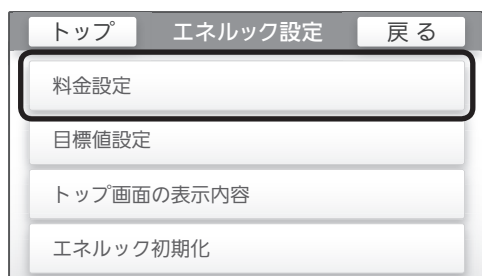 トップ エネルック設定 戻る
料金設定
目標値設定
トップ画面の表示内容
エネルック初期化